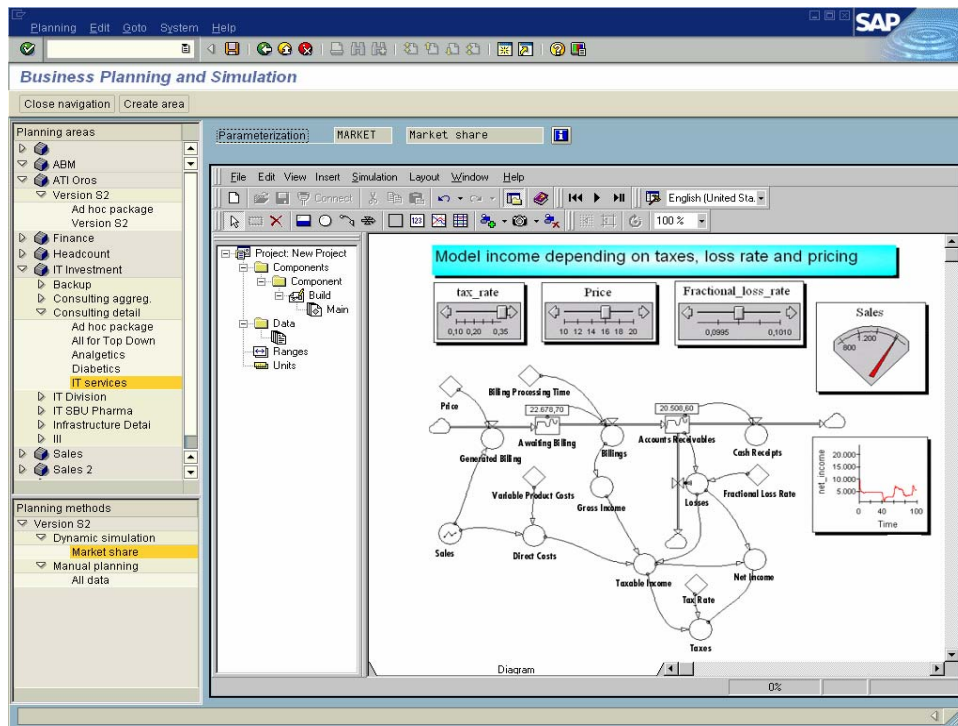 Planning Edit Goto System Help
SAP
Business Planning and Simulation
Close navigation Create area
Planning areas
ABM
ATI Oros
Version S2
Ad hoc package
Version S2
Finance
Headcount
IT Investment
Backup
Consulting aggreg.
Consulting detail
Ad hoc package
All for Top Down
Analgetics
Diabetics
IT services
IT Division
IT SBU Pharma
Infrastructure Detai
III
Sales
Sales 2
Planning methods
Version S2
Dynamic simulation
Market share
Manual planning
All data
Parameterization MARKET Market share
File Edit View Insert Simulation Layout Window Help
Connect English (United Sta.
123 100 %
Project: New Project
Components
Component
Build
Main
Data
Ranges
Units
Model income depending on taxes, loss rate and pricing
tax_rate
0,10 0,20 0,35
Price
10 12 14 16 18 20
Fractional_loss_rate
0,0995 0,1010
Sales
800 1.200
Price
Billing Processing Time
22.678,70
20.508,60
Generated Billing
Awaiting Billing
Billings
Accounts Receivables
Cash Receipts
Variable Product Costs
Gross Income
Losses
Fractional Loss Rate
Sales
Direct Costs
Taxable Income
Net Income
Tax Rate
Taxes
net_income
20.000
15.000
10.000
5.000
0 40 100
Time
Diagram
0%